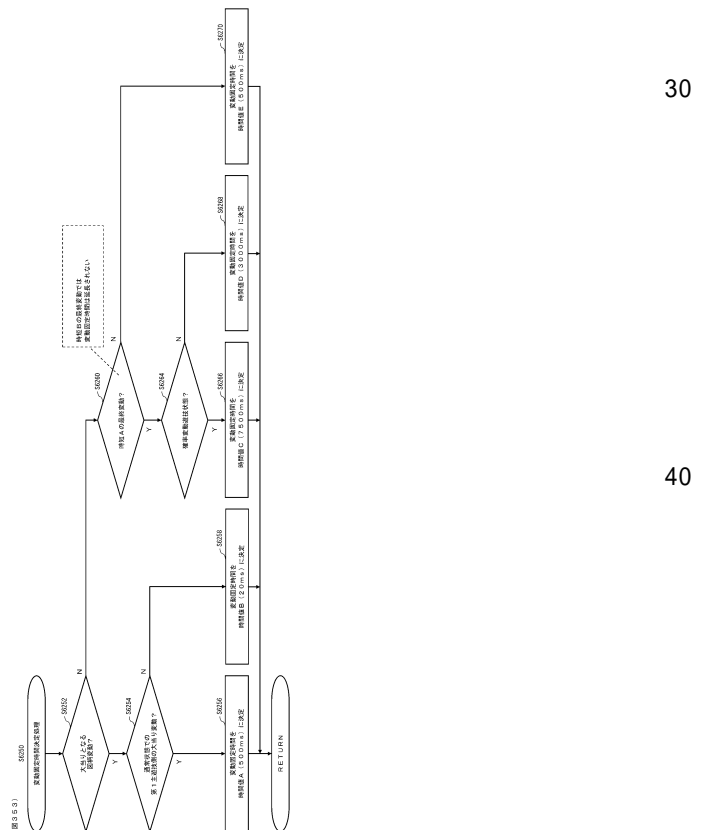 図353)
S6250
変動固定時間決定処理
S6252
大当りとなる
図柄変動?
N
Y
S6254
通常状態での
第1主遊技側の大当り変動?
N
Y
S6256
変動固定時間を
時間値A(500ms)に決定
S6258
変動固定時間を
時間値B(20ms)に決定
時短Bの最終変動では
変動固定時間は延長されない
S6260
時短Aの最終変動?
N
Y
S6264
確率変動遊技状態?
N
Y
S6266
変動固定時間を
時間値C(7500ms)に決定
S6268
変動固定時間を
時間値D(3000ms)に決定
S6270
変動固定時間を
時間値E(500ms)に決定
RETURN
30
40